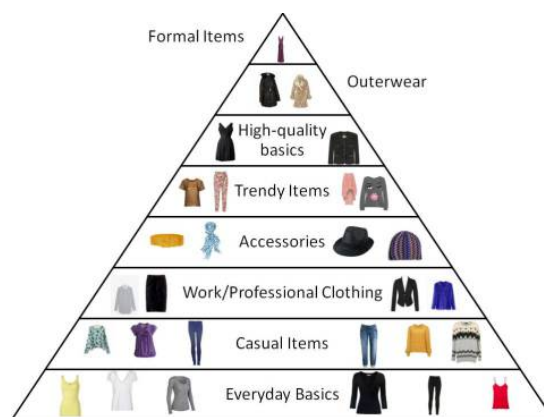 Formal Items
Outerwear
High-quality
basics
Trendy Items
Accessories
Work/Professional Clothing
Casual Items
Everyday Basics